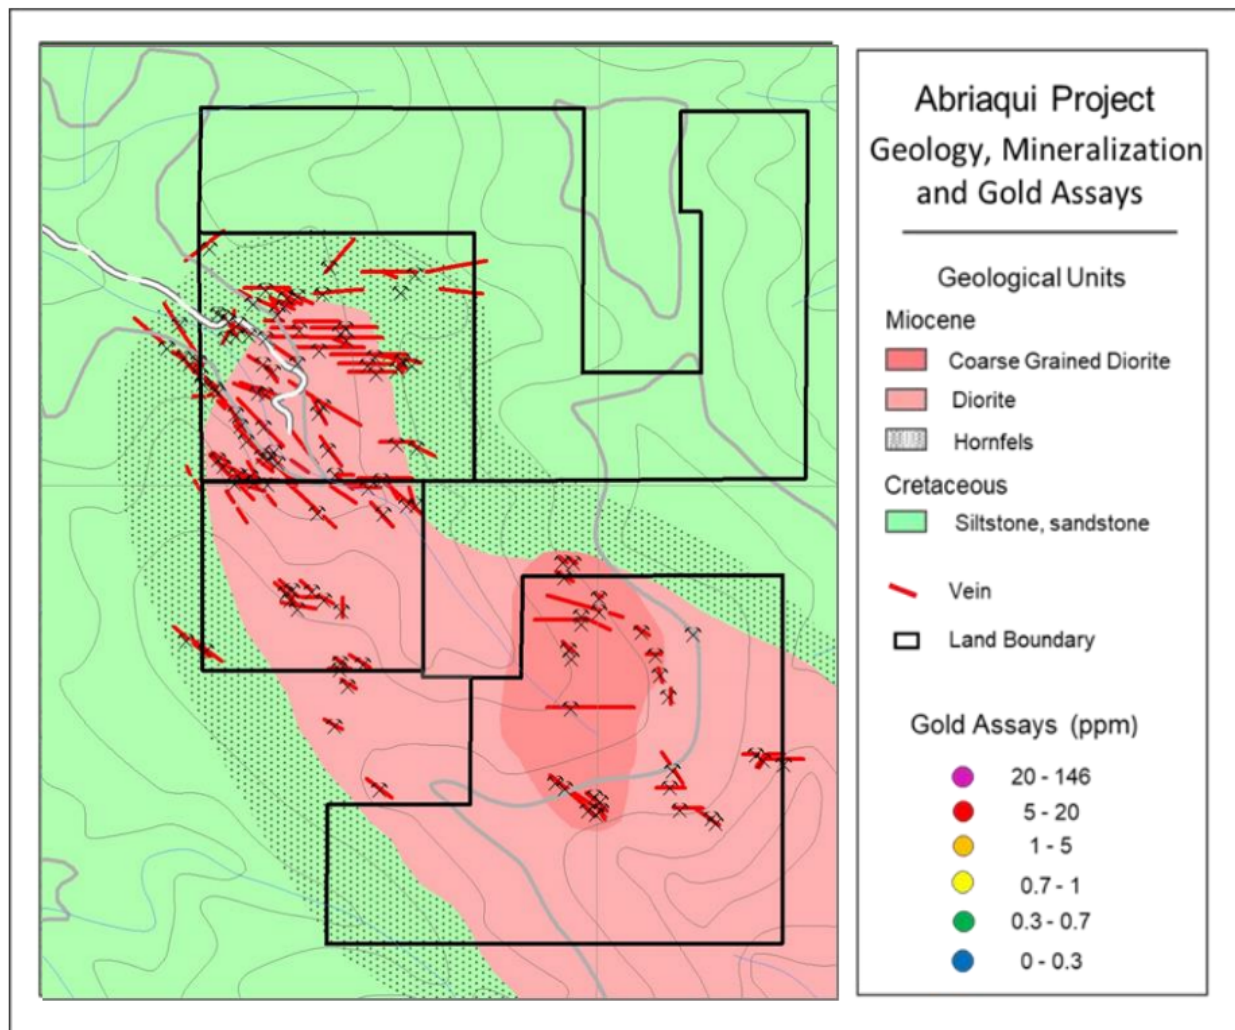 Abriaqui Project
Geology, Mineralization
and Gold Assays
Geological Units
Miocene
Coarse Grained Diorite
Diorite
Hornfels
Cretaceous
Siltstone, sandstone
Vein
Land Boundary
Gold Assays (ppm)
20 - 146
5 - 20
1 - 5
0.7 - 1
0.3 - 0.7
0 - 0.3